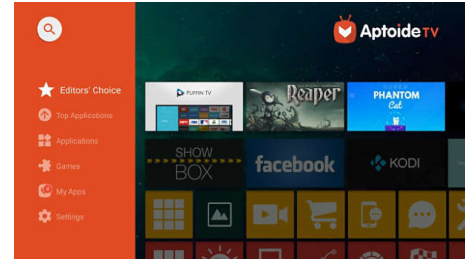 AptoideTV
Editors' Choice
Top Applications
Applications
Games
My Apps
Settings
PUFFIN TV
Reaper
SUPER
PHANTOM
Cat
SHOW
BOX
facebook
KODI